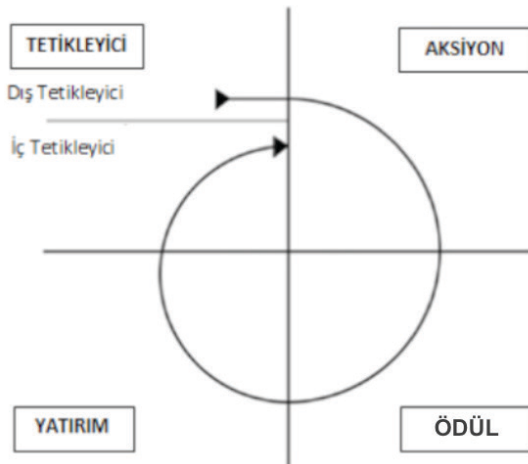 TETİKLEYİCİ
AKSİYON
Dış Tetikleyici
İç Tetikleyici
YATIRIM
ÖDÜL